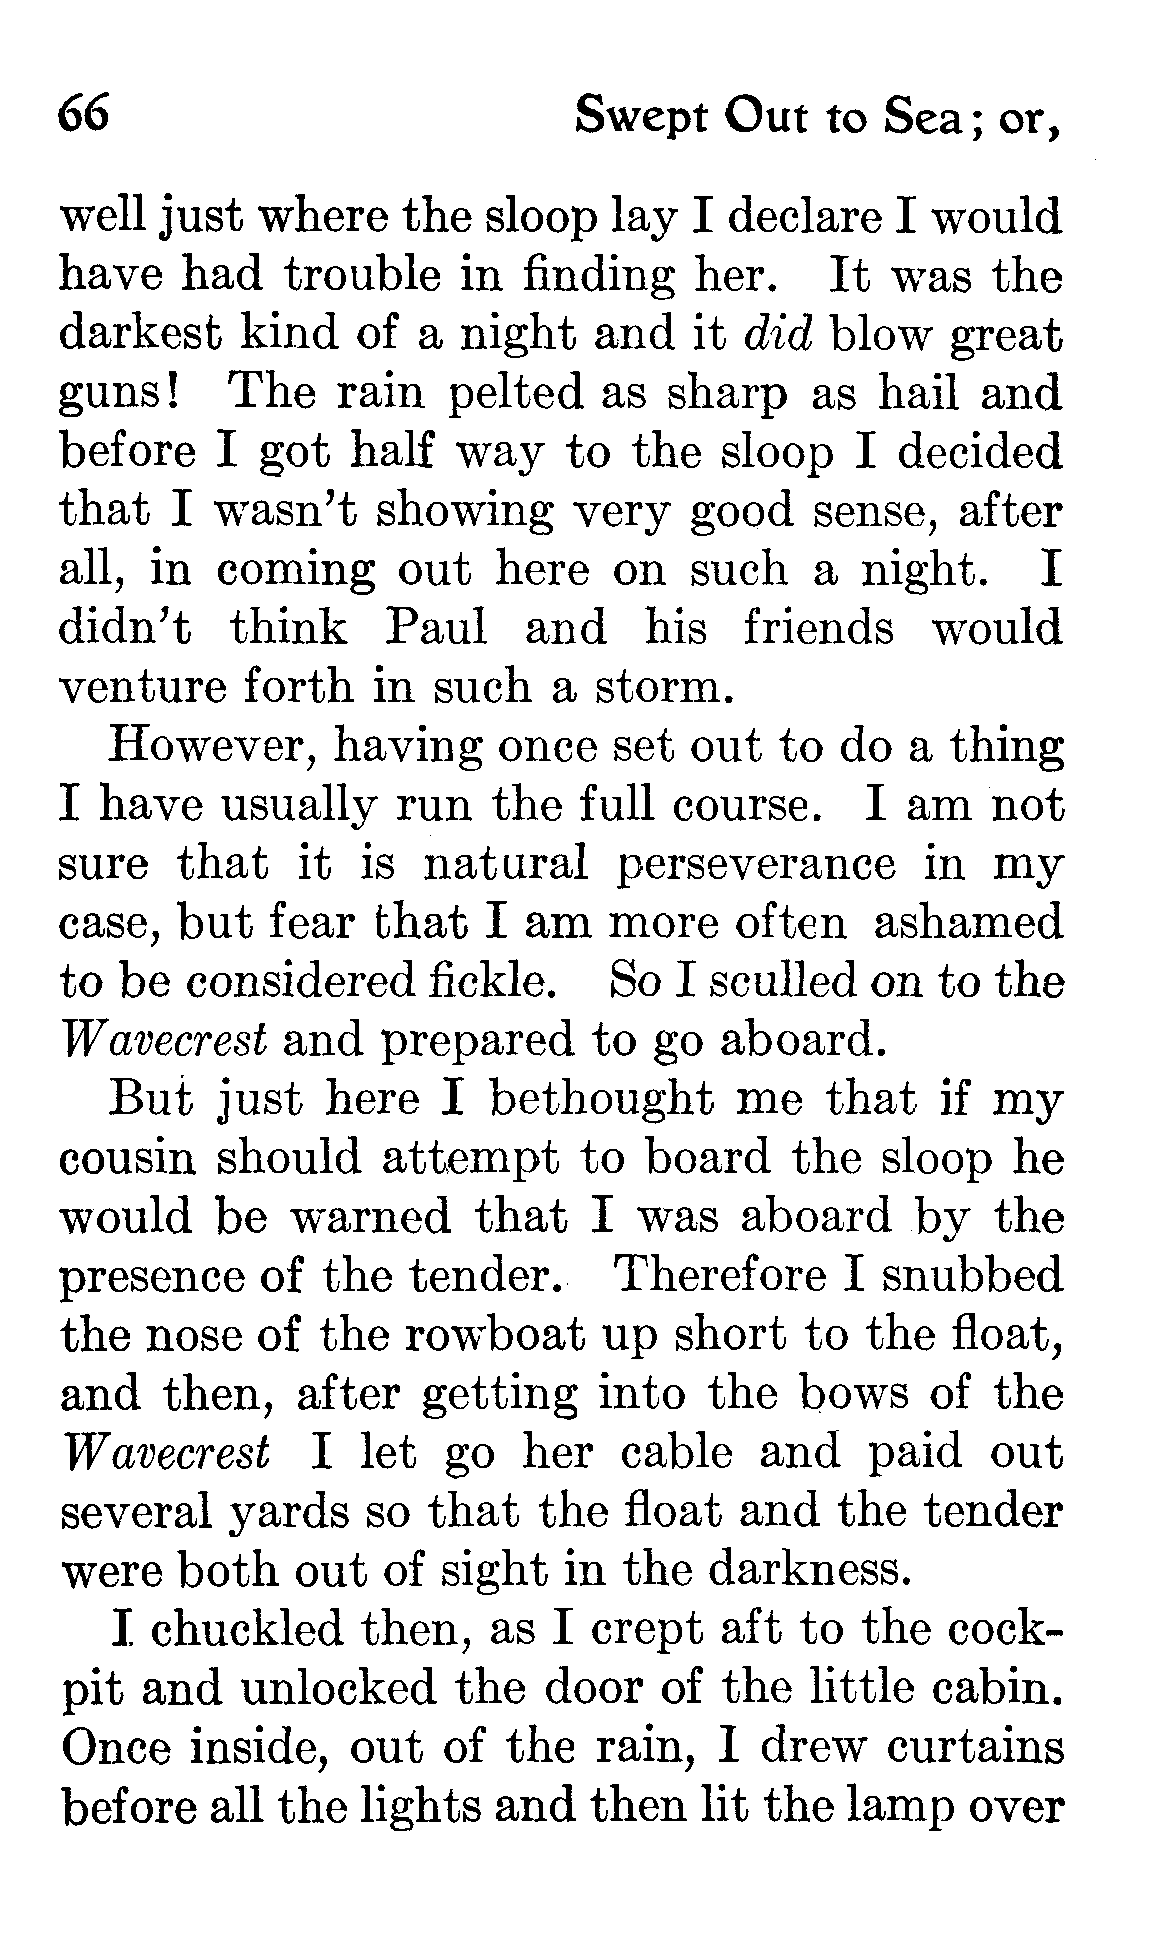 66 Swept Out to Sea; or,
well just where the sloop lay I declare I would
have had trouble in finding her. It was the
darkest kind of a night and it did blow great
guns! The rain pelted as sharp as hail and
before I got half way to the sloop I decided
that I wasn't showing very good sense, after
all, in coming out here on such a night. I
didn't think Paul and his friends would
venture forth in such a storm.
However, having once set out to do a thing
I have usually run the full course. I am not
sure that it is natural perseverance in my
case, but fear that I am more often ashamed
to be considered fickle. So I sculled on to the
Wavecrest and prepared to go aboard.
But just here I bethought me that if my
cousin should attempt to board the sloop he
would be warned that I was aboard by the
presence of the tender. Therefore I snubbed
the nose of the rowboat up short to the float,
and then, after getting into the bows of the
Wavecrest I let go her cable and paid out
several yards so that the float and the tender
were both out of sight in the darkness.
I chuckled then, as I crept aft to the cock-
pit and unlocked the door of the little cabin.
Once inside, out of the rain, I drew curtains
before all the lights and then lit the lamp over